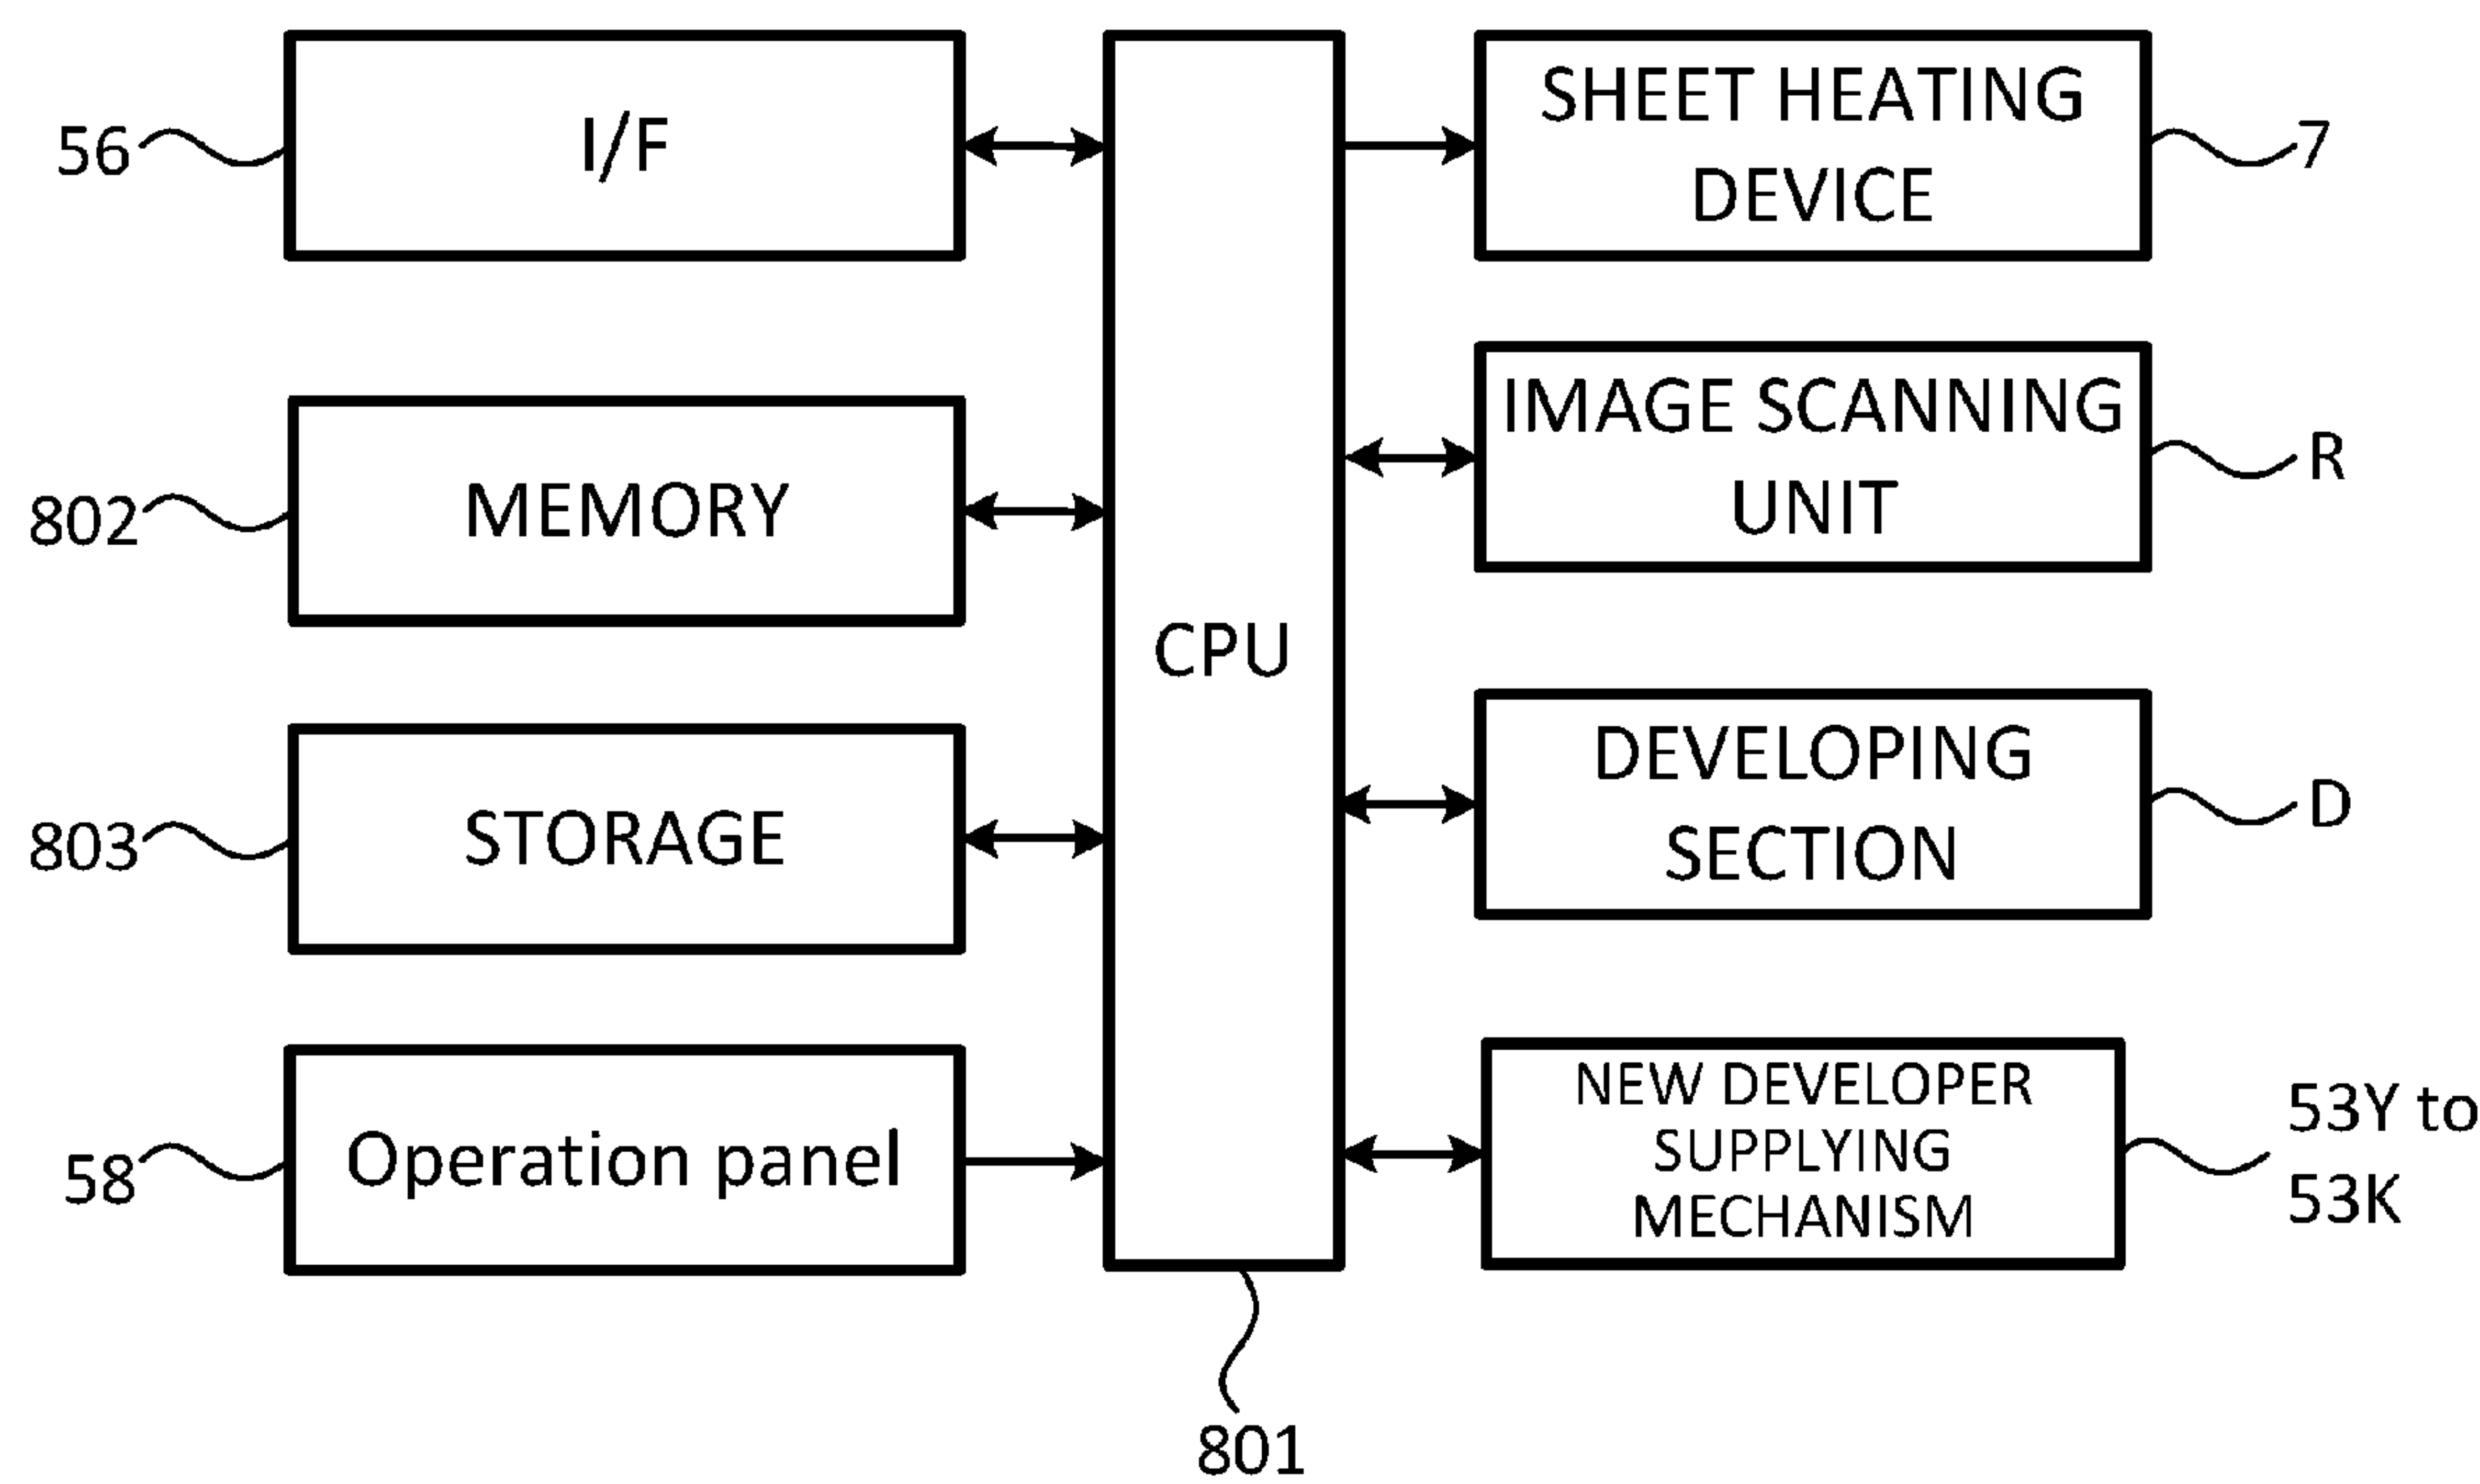 56
I/F
802
MEMORY
803
STORAGE
58
Operation panel
CPU
801
SHEET HEATING
DEVICE
7
IMAGE SCANNING
UNIT
R
DEVELOPING
SECTION
D
NEW DEVELOPER
SUPPLYING
MECHANISM
53Y to
53K